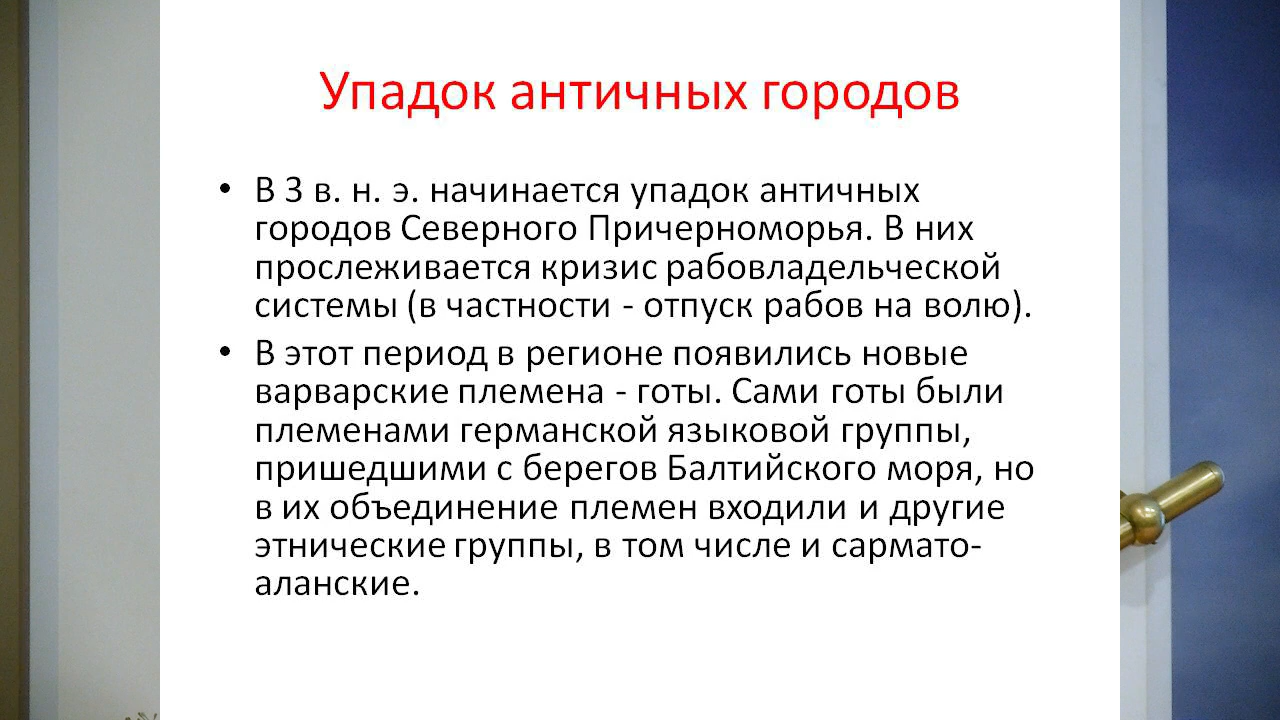 Упадок античных городов
• В 3 в. н. э. начинается упадок античных
городов Северного Причерноморья. В них
прослеживается кризис рабовладельческой
системы (в частности - отпуск рабов на волю).
• В этот период в регионе появились новые
варварские племена - готы. Сами готы были
племенами германской языковой группы,
пришедшими с берегов Балтийского моря, но
в их объединение племен входили и другие
этнические группы, в том числе и сармато-
аланские.